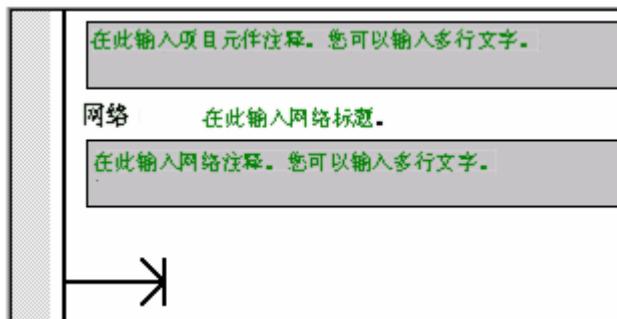 在此输入项目元件注释。您可以输入多行文字。
网络 在此输入网络标题。
在此输入网络注释。您可以输入多行文字。